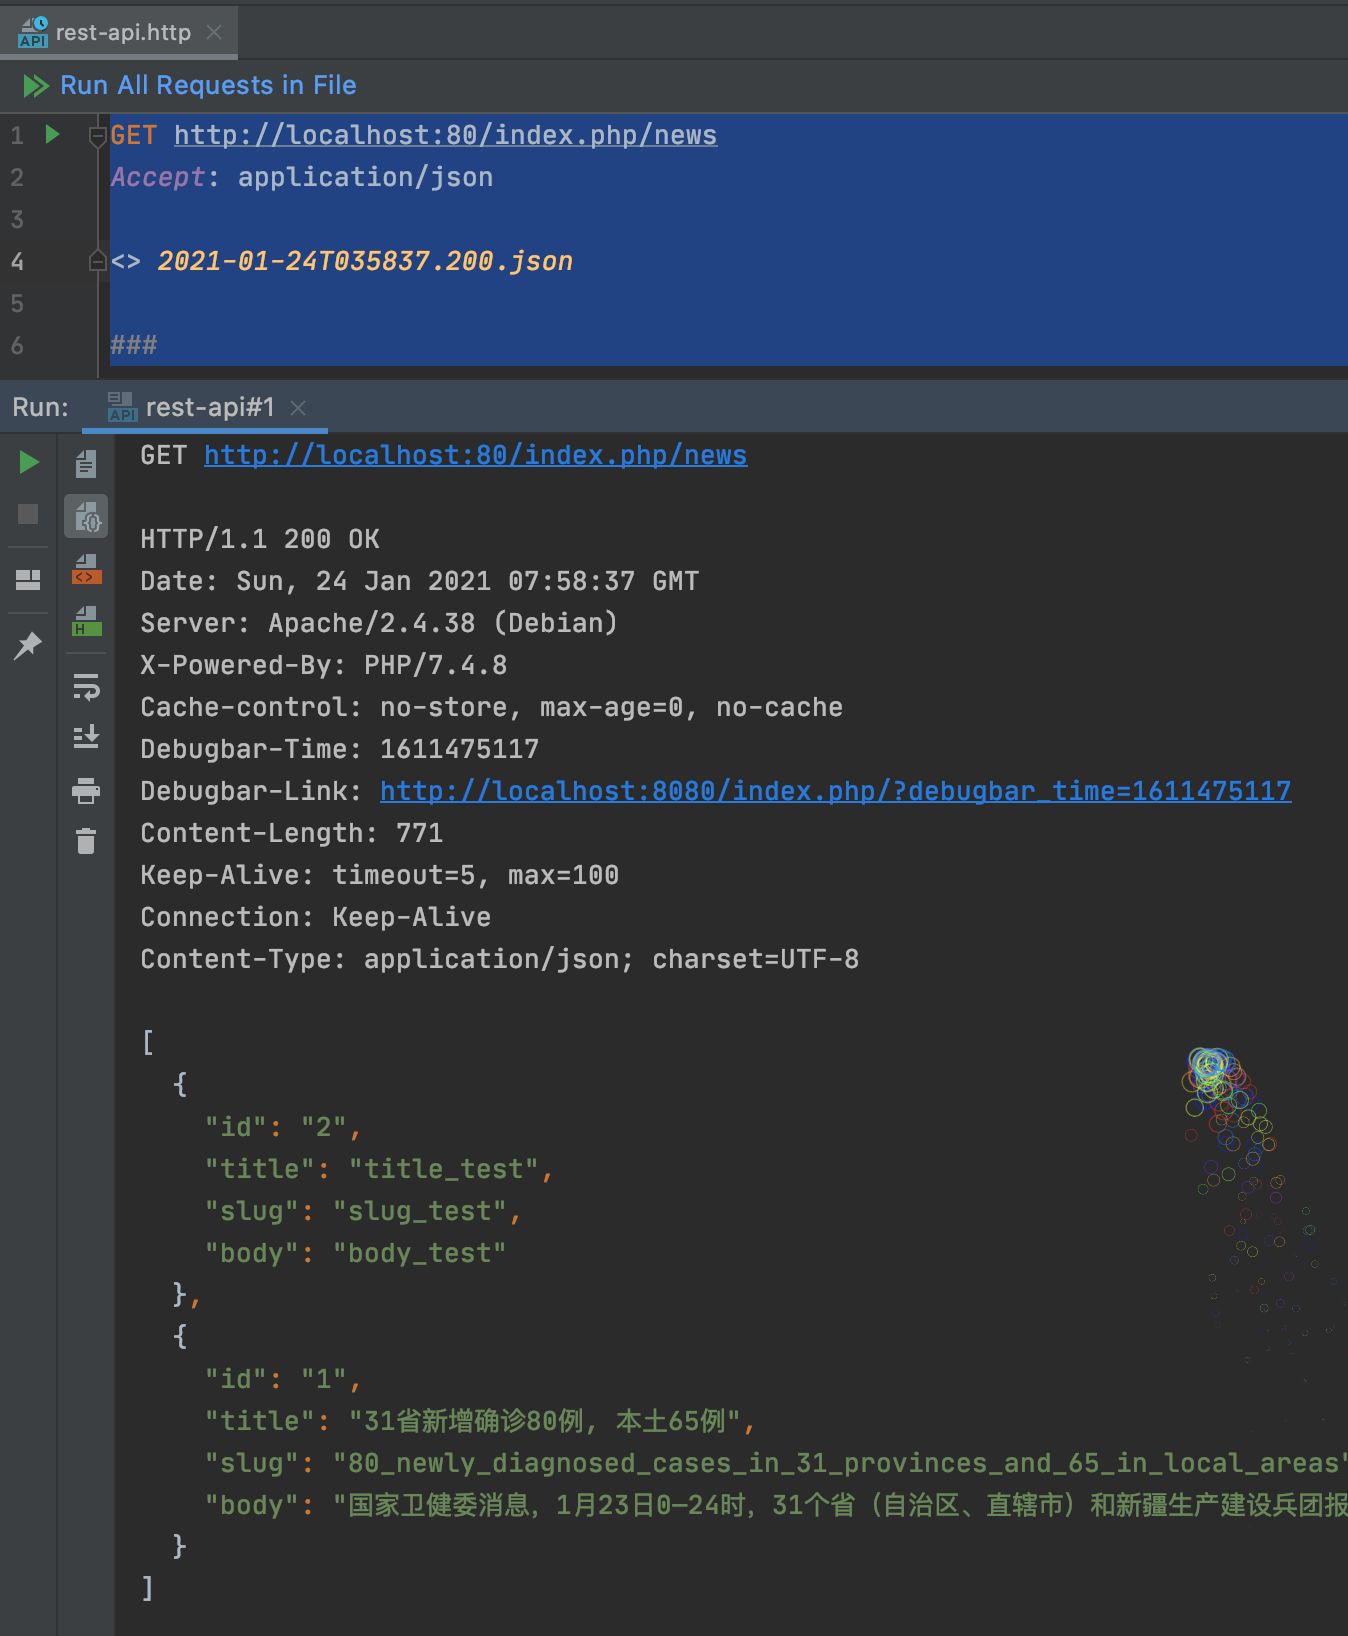 rest-api.http
Run All Requests in File
1 GET http://localhost:80/index.php/news
2 Accept: application/json
3
4 <> 2021-01-24T035837.200.json
5
6 ###
Run: rest-api#1
GET http://localhost:80/index.php/news
HTTP/1.1 200 OK
Date: Sun, 24 Jan 2021 07:58:37 GMT
Server: Apache/2.4.38 (Debian)
X-Powered-By: PHP/7.4.8
Cache-control: no-store, max-age=0, no-cache
Debugbar-Time: 1611475117
Debugbar-Link: http://localhost:8080/index.php/?debugbar_time=1611475117
Content-Length: 771
Keep-Alive: timeout=5, max=100
Connection: Keep-Alive
Content-Type: application/json; charset=UTF-8
[
{
"id": "2",
"title": "title_test",
"slug": "slug_test",
"body": "body_test"
},
{
"id": "1",
"title": "31省新增确诊80例, 本土65例",
"slug": "80_newly_diagnosed_cases_in_31_provinces_and_65_in_local_areas"
"body": "国家卫健委消息，1月23日0—24时，31个省（自治区、直辖市）和新疆生产建设兵团报
}
]